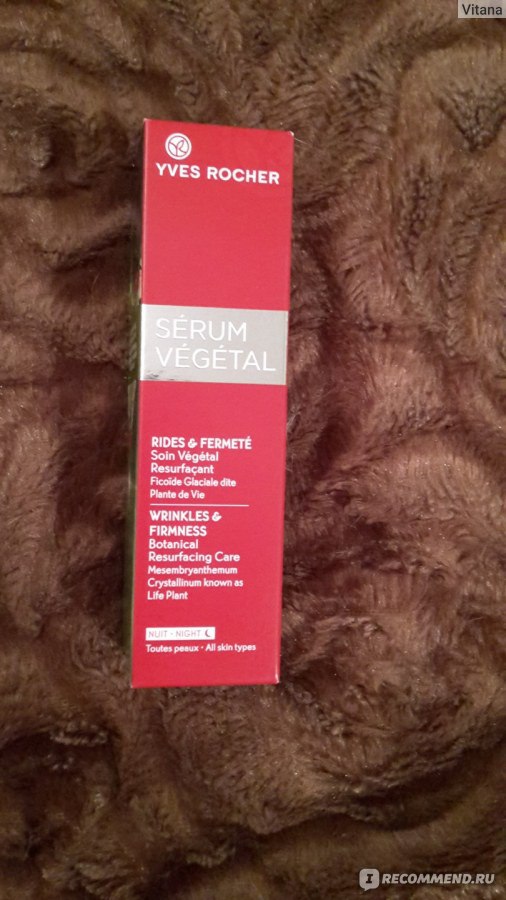 Vitana
YVES ROCHER
SÉRUM
VÉGÉTAL
RIDES & FERMETÉ
Soin Végétal
Resurfaçant
Ficoïde Glaciale dite
Plante de Vie
WRINKLES &
FIRMNESS
Botanical
Resurfacing Care
Mesembryanthemum
Crystallinum known as
Life Plant
NUIT - NIGHT
Toutes peaux • All skin types
IRECOMMEND.RU